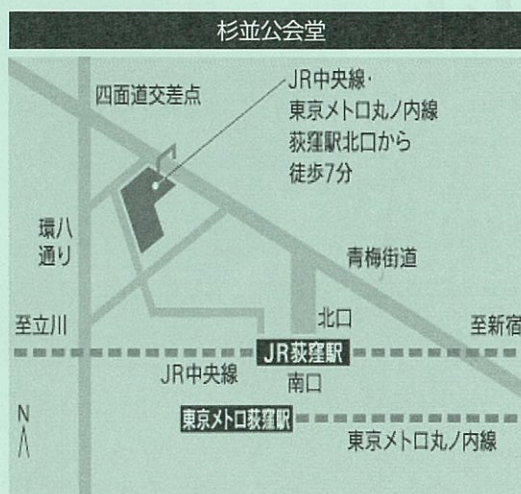 杉並公会堂
四面道交差点
JR中央線・
東京メトロ丸ノ内線
荻窪駅北口から
徒歩7分
環八
通り
青梅街道
至立川
北口
至新宿
JR荻窪駅
JR中央線
南口
N
東京メトロ荻窪駅
東京メトロ丸ノ内線